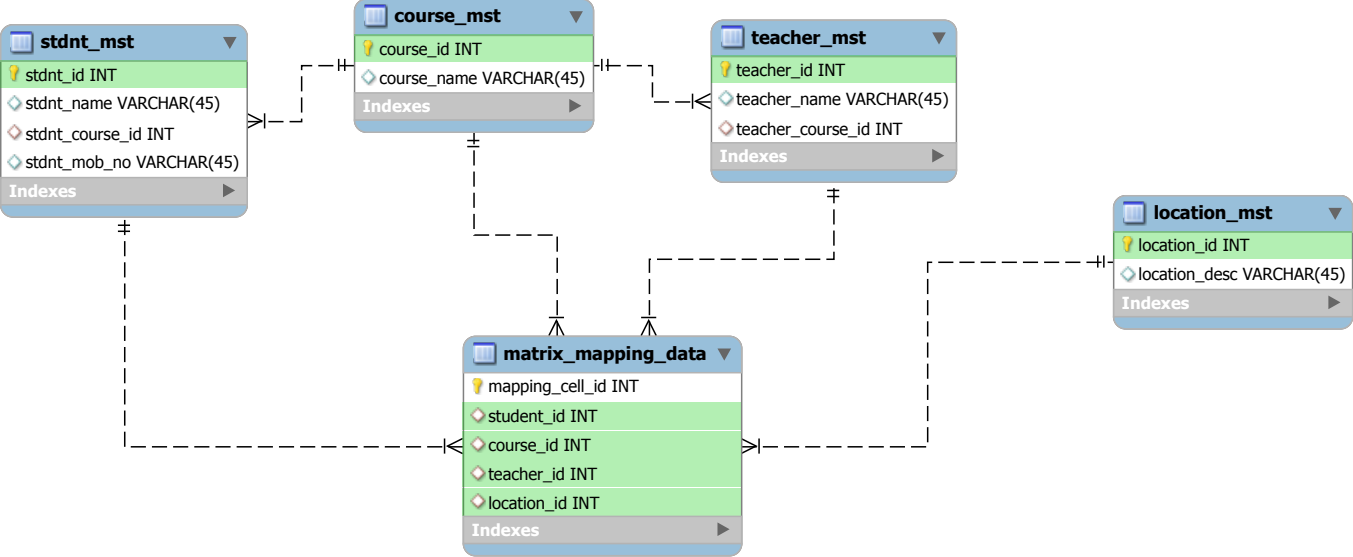 stdnt_mst
stdnt_id INT
stdnt_name VARCHAR(45)
stdnt_course_id INT
stdnt_mob_no VARCHAR(45)
Indexes
course_mst
course_id INT
course_name VARCHAR(45)
Indexes
teacher_mst
teacher_id INT
teacher_name VARCHAR(45)
teacher_course_id INT
Indexes
location_mst
location_id INT
location_desc VARCHAR(45)
Indexes
matrix_mapping_data
mapping_cell_id INT
student_id INT
course_id INT
teacher_id INT
location_id INT
Indexes